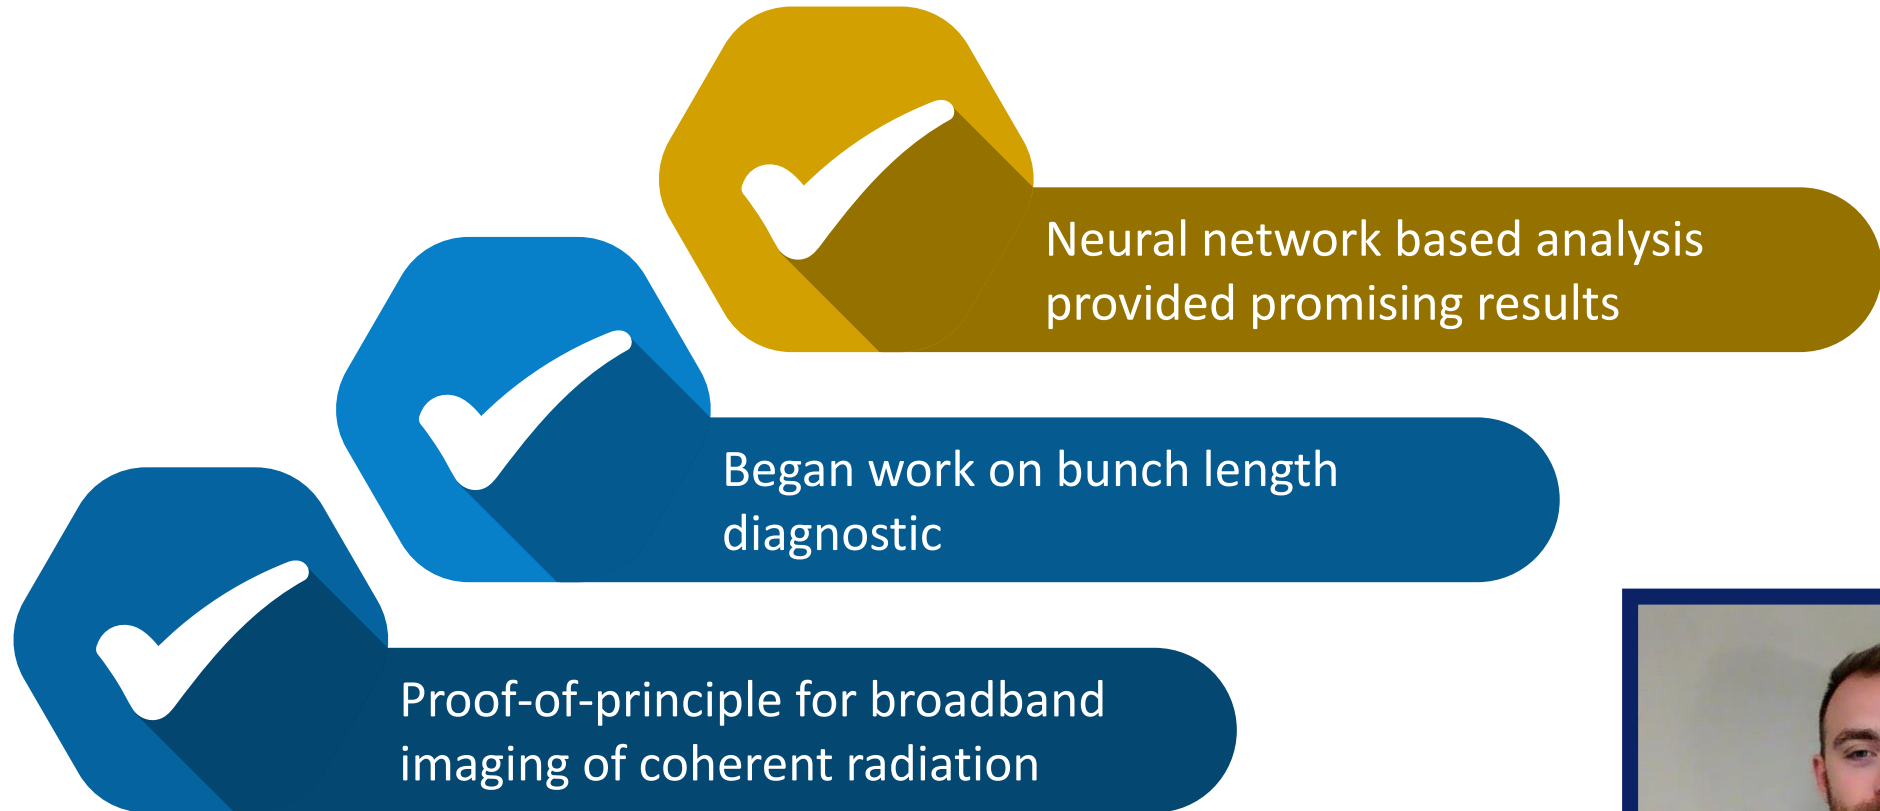 Neural network based analysis
provided promising results
Began work on bunch length
diagnostic
Proof-of-principle for broadband
imaging of coherent radiation